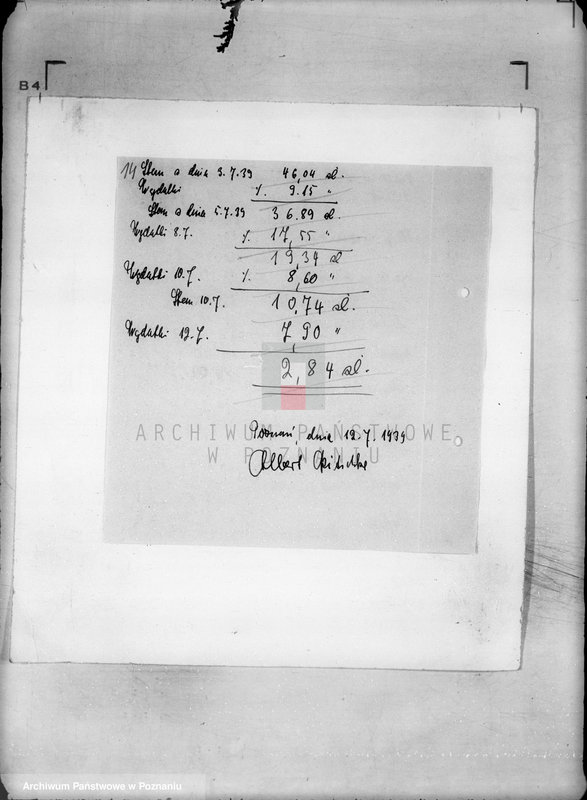 B4
14 Stan z dnia 3.7.39 46,04 zł.
Wydatki ./. 9.15 "
Stan z dnia 5.7.39 36.89 zł.
Wydatki 8.7. ./. 17,55 "
19,34 zł
Wydatki 10.7. ./. 8,60 "
Stan 10.7. 10,74 zł.
Wydatki 12.7. 7,90 "
2,84 zł.
ARCHIWUM PAŃSTWOWE
W POZNANIU
Poznań, dnia 12.7.1939
Albert
Archiwum Państwowe w Poznaniu